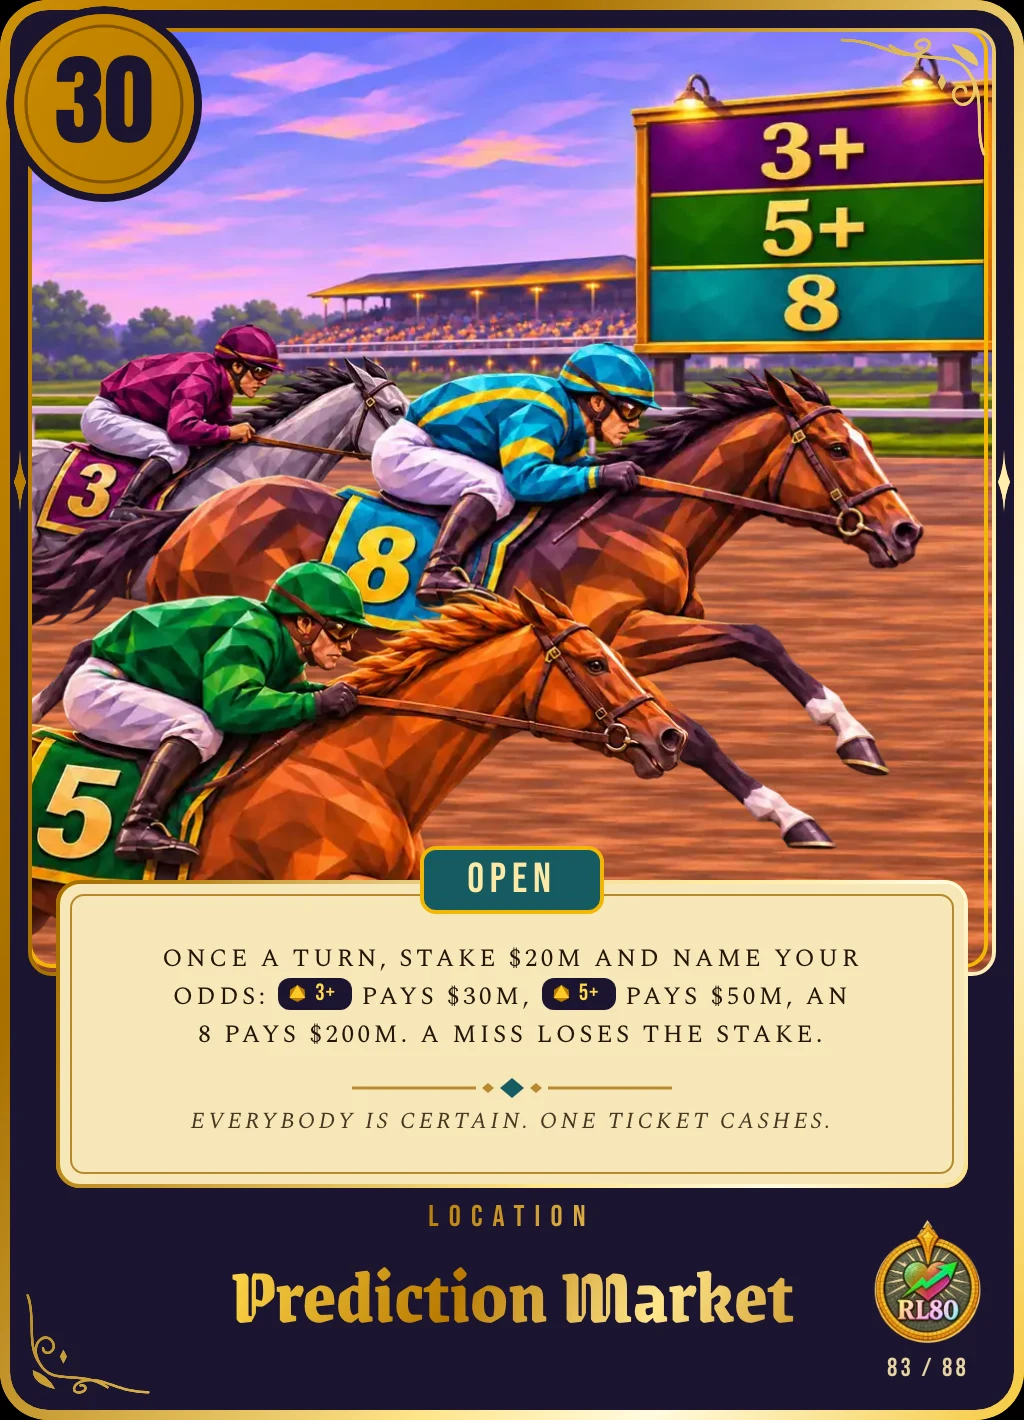 30
3+
5+
8
3
8
5
OPEN
ONCE A TURN, STAKE $20M AND NAME YOUR
ODDS: 3+ PAYS $30M, 5+ PAYS $50M, AN
8 PAYS $200M. A MISS LOSES THE STAKE.
EVERYBODY IS CERTAIN. ONE TICKET CASHES.
LOCATION
Prediction Market
RL80
83 / 88